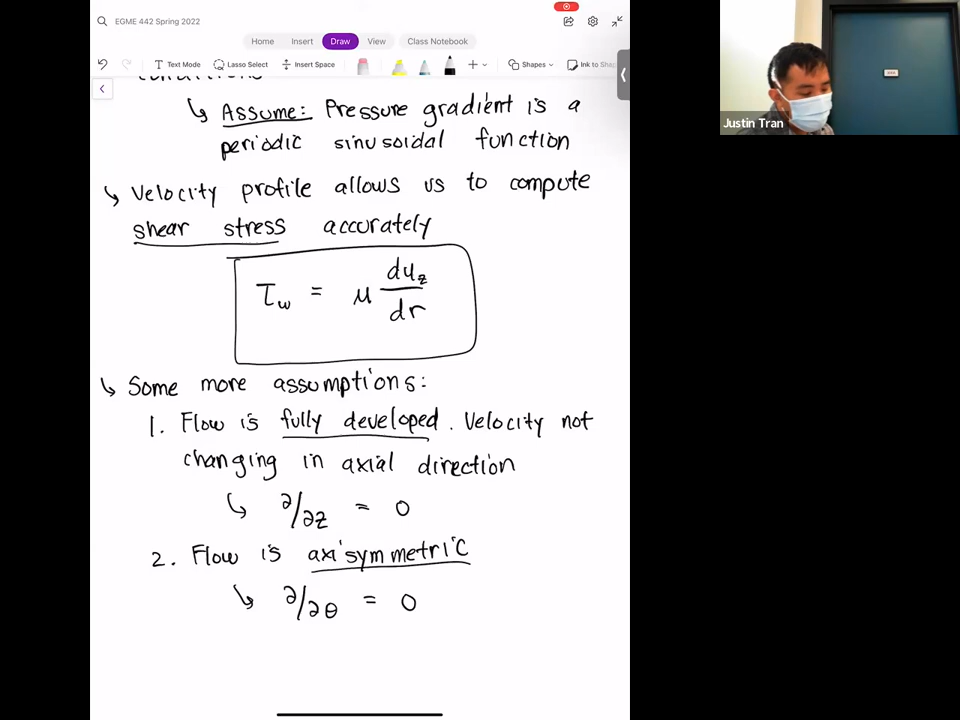 EGME 442 Spring 2022
Home Insert Draw View Class Notebook
Text Mode Lasso Select Insert Space Shapes Ink to Shap
↳ Assume: Pressure gradient is a
periodic sinusoidal function
↳ Velocity profile allows us to compute
shear stress accurately
τw = μ duz/dr
↳ Some more assumptions:
1. Flow is fully developed. Velocity not
changing in axial direction
↳ ∂/∂z = 0
2. Flow is axisymmetric
↳ ∂/∂θ = 0
Justin Tran